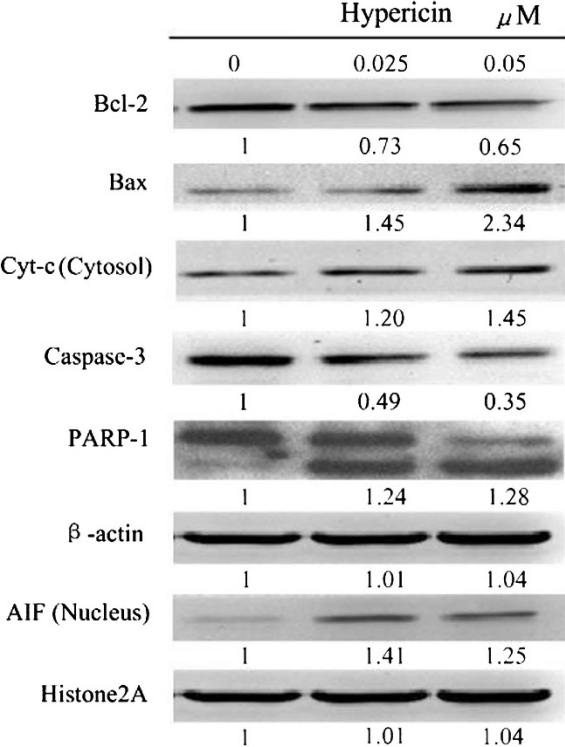 Hypericin μM
0 0.025 0.05
Bcl-2
1 0.73 0.65
Bax
1 1.45 2.34
Cyt-c (Cytosol)
1 1.20 1.45
Caspase-3
1 0.49 0.35
PARP-1
1 1.24 1.28
β-actin
1 1.01 1.04
AIF (Nucleus)
1 1.41 1.25
Histone2A
1 1.01 1.04